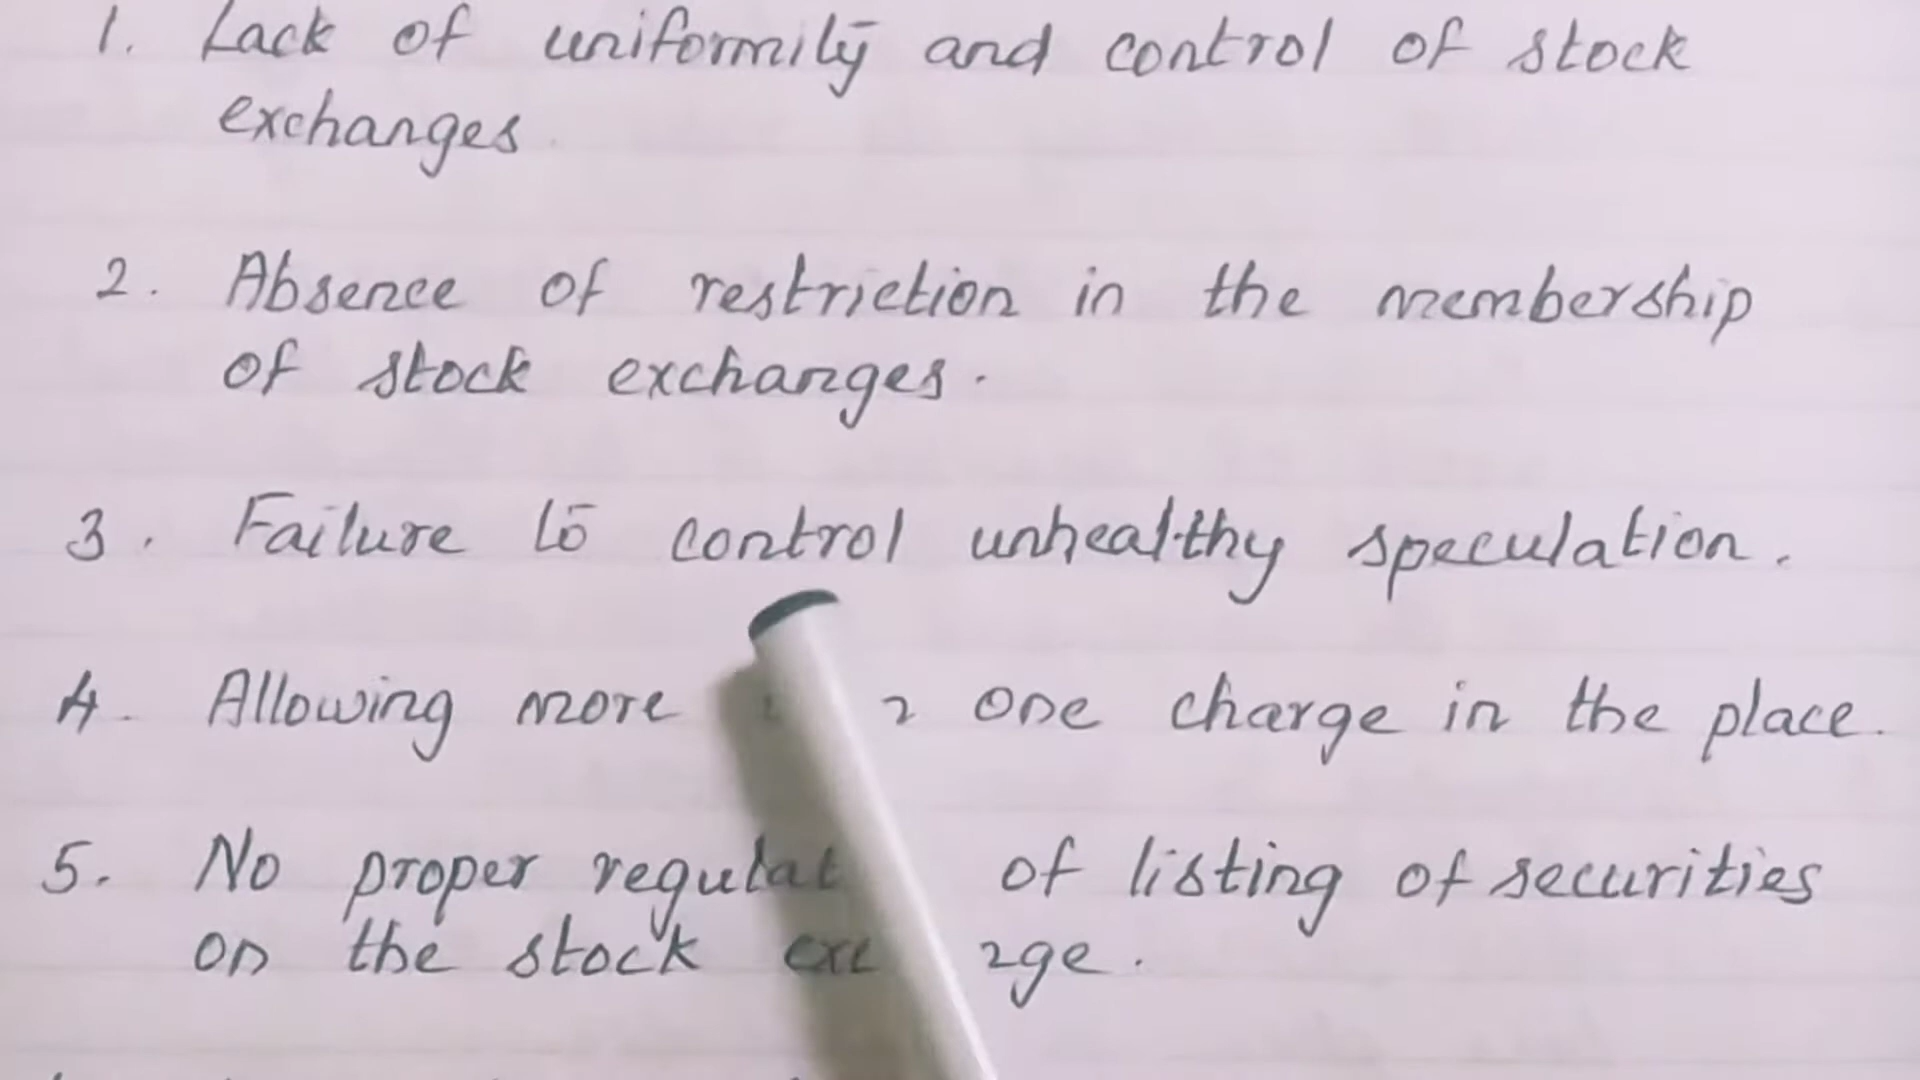 1. Lack of uniformity and control of stock
exchanges.
2. Absence of restriction in the membership
of stock exchanges.
3. Failure to control unhealthy speculation.
4. Allowing more one charge in the place.
5. No proper of listing of securities
on the stock